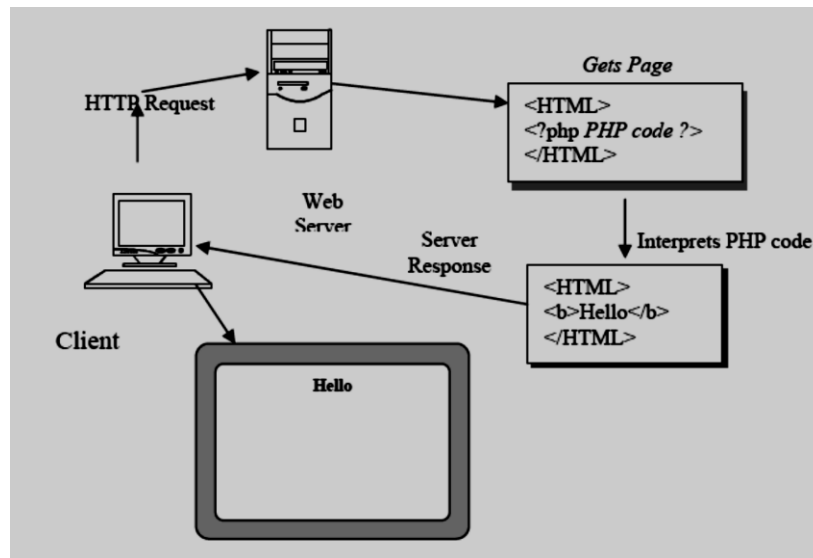 Gets Page
HTTP Request
<HTML>
<?php PHP code ?>
</HTML>
Web
Server
Server
Response
Interprets PHP code
<HTML>
<b>Hello</b>
</HTML>
Client
Hello